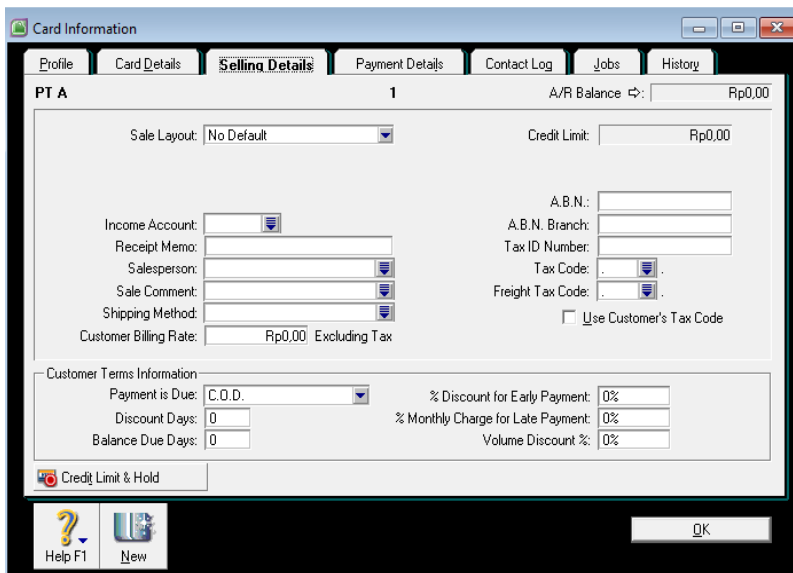 Card Information
Profile Card Details Selling Details Payment Details Contact Log Jobs History
PT A 1 A/R Balance ⇨: Rp0,00
Sale Layout: No Default Credit Limit: Rp0,00
A.B.N.:
Income Account: A.B.N. Branch:
Receipt Memo: Tax ID Number:
Salesperson: Tax Code: . .
Sale Comment: Freight Tax Code: . .
Shipping Method: Use Customer's Tax Code
Customer Billing Rate: Rp0,00 Excluding Tax
Customer Terms Information
Payment is Due: C.O.D. % Discount for Early Payment: 0%
Discount Days: 0 % Monthly Charge for Late Payment: 0%
Balance Due Days: 0 Volume Discount %: 0%
Credit Limit & Hold
Help F1 New OK